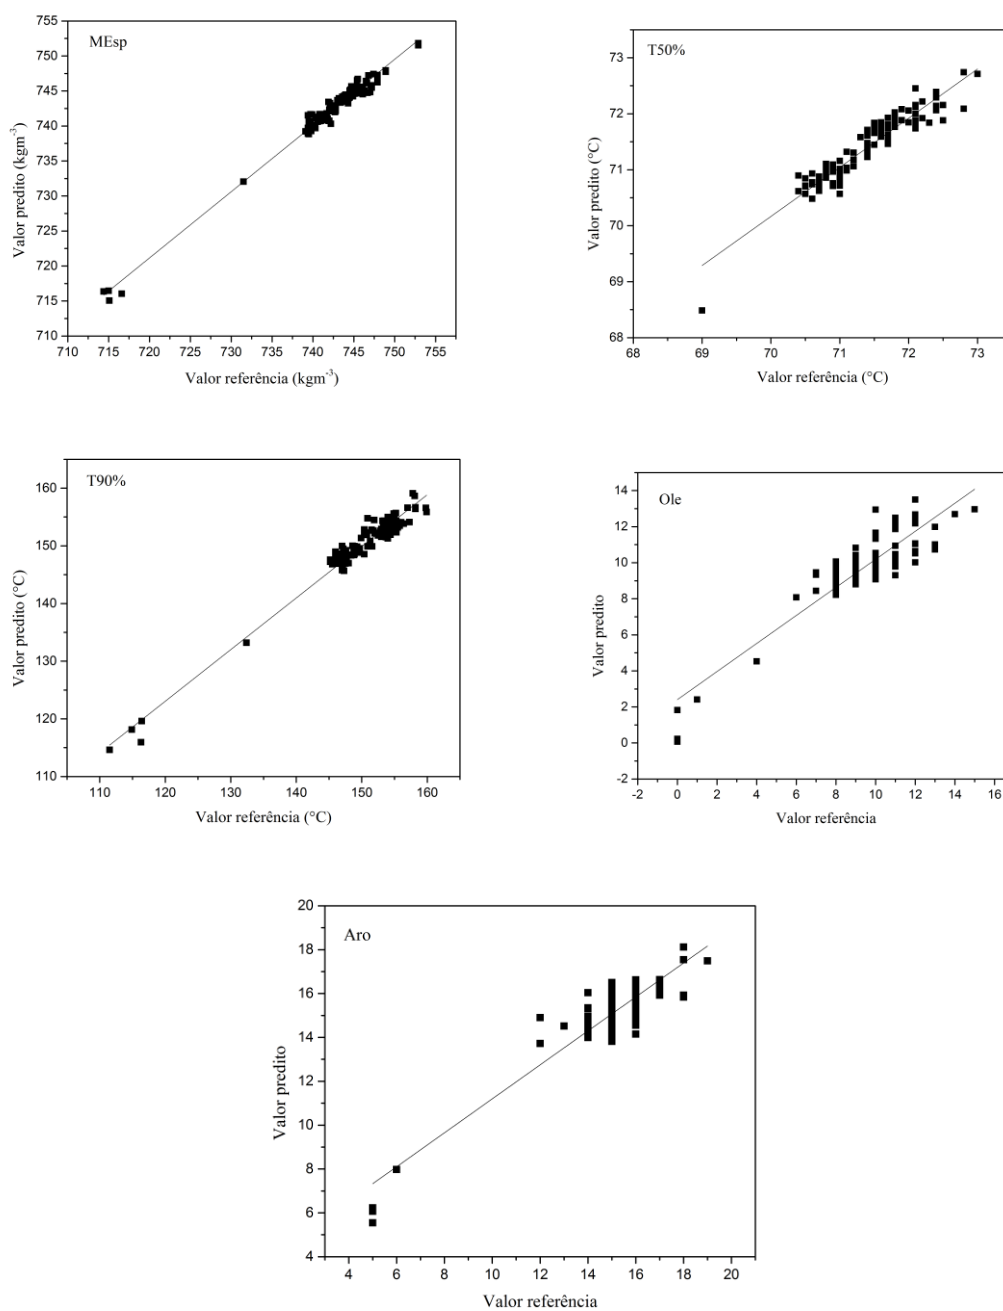 MEsp
755
750
745
740
735
730
725
720
715
710
710 715 720 725 730 735 740 745 750 755
Valor predito (kgm-3)
Valor referência (kgm-3)
T50%
73
72
71
70
69
68
68 69 70 71 72 73
Valor predito (°C)
Valor referência (°C)
T90%
160
150
140
130
120
110
110 120 130 140 150 160
Valor predito (°C)
Valor referência (°C)
Ole
14
12
10
8
6
4
2
0
-2
-2 0 2 4 6 8 10 12 14 16
Valor predito
Valor referência
Aro
20
18
16
14
12
10
8
6
4
4 6 8 10 12 14 16 18 20
Valor predito
Valor referência